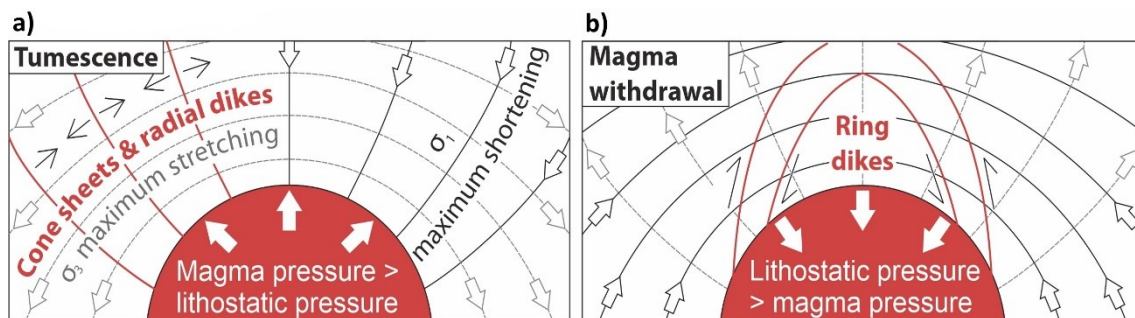 a)
Tumescence
Cone sheets & radial dikes
σ3 maximum stretching
σ1
maximum shortening
Magma pressure >
lithostatic pressure
b)
Magma
withdrawal
Ring
dikes
Lithostatic pressure
> magma pressure